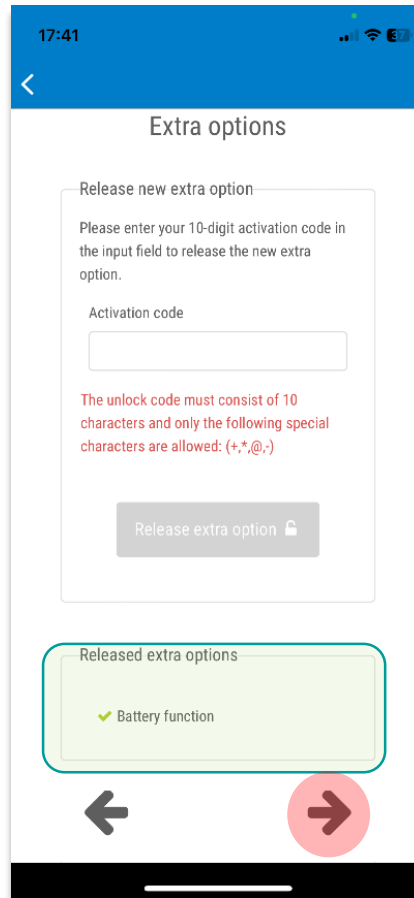 17:41
37
Extra options
Release new extra option
Please enter your 10-digit activation code in
the input field to release the new extra
option.
Activation code
The unlock code must consist of 10
characters and only the following special
characters are allowed: (+,*,@,-)
Release extra option
Released extra options
Battery function